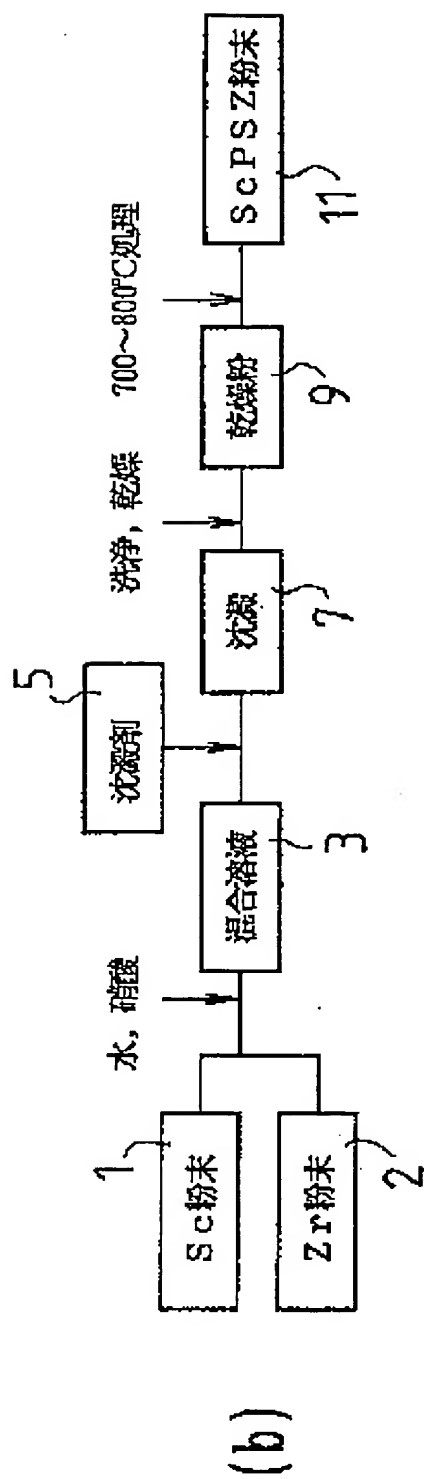 (b)
1
Sc粉末
Zr粉末
2
水, 硝酸
混合溶液
3
5
沈澱剤
沈澱
7
洗浄, 乾燥
乾燥粉
9
700～800℃処理
ScPSZ粉末
11